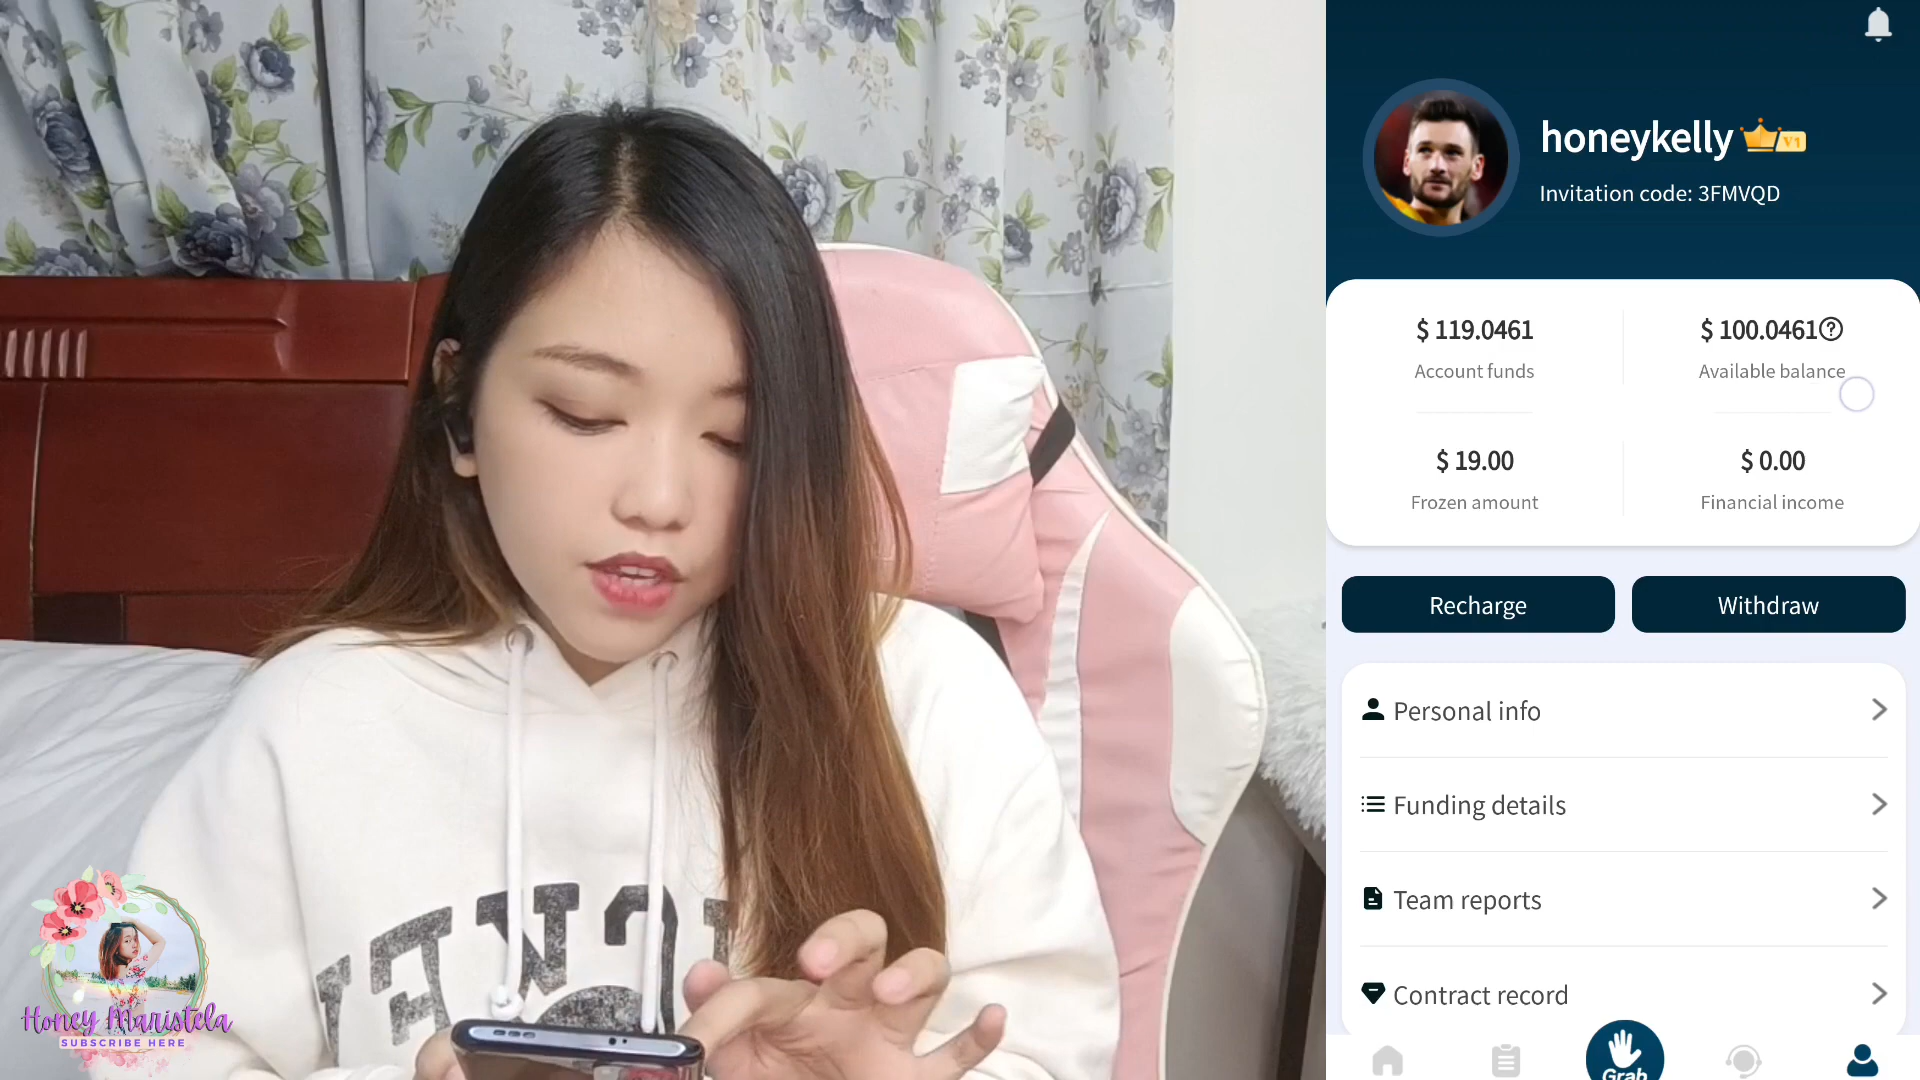 honeykelly V1
Invitation code: 3FMVQD
$ 119.0461
Account funds
$ 100.0461
Available balance
$ 19.00
Frozen amount
$ 0.00
Financial income
Recharge
Withdraw
Personal info
Funding details
Team reports
Contract record
Grab
Honey Maristela
SUBSCRIBE HERE